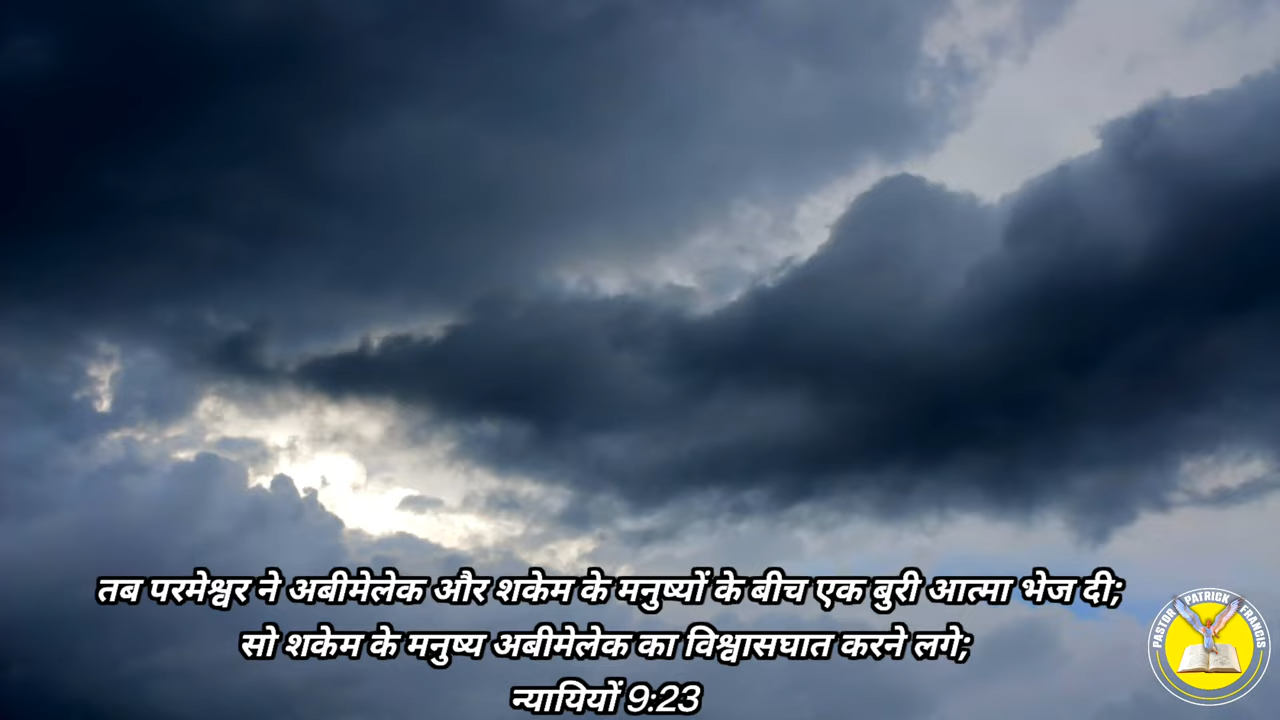 तब परमेश्वर ने अबीमेलेक और शकेम के मनुष्यों के बीच एक बुरी आत्मा भेज दी;
सो शकेम के मनुष्य अबीमेलेक का विश्वासघात करने लगे;
न्यायियों 9:23
PASTOR PATRICK FRANCIS